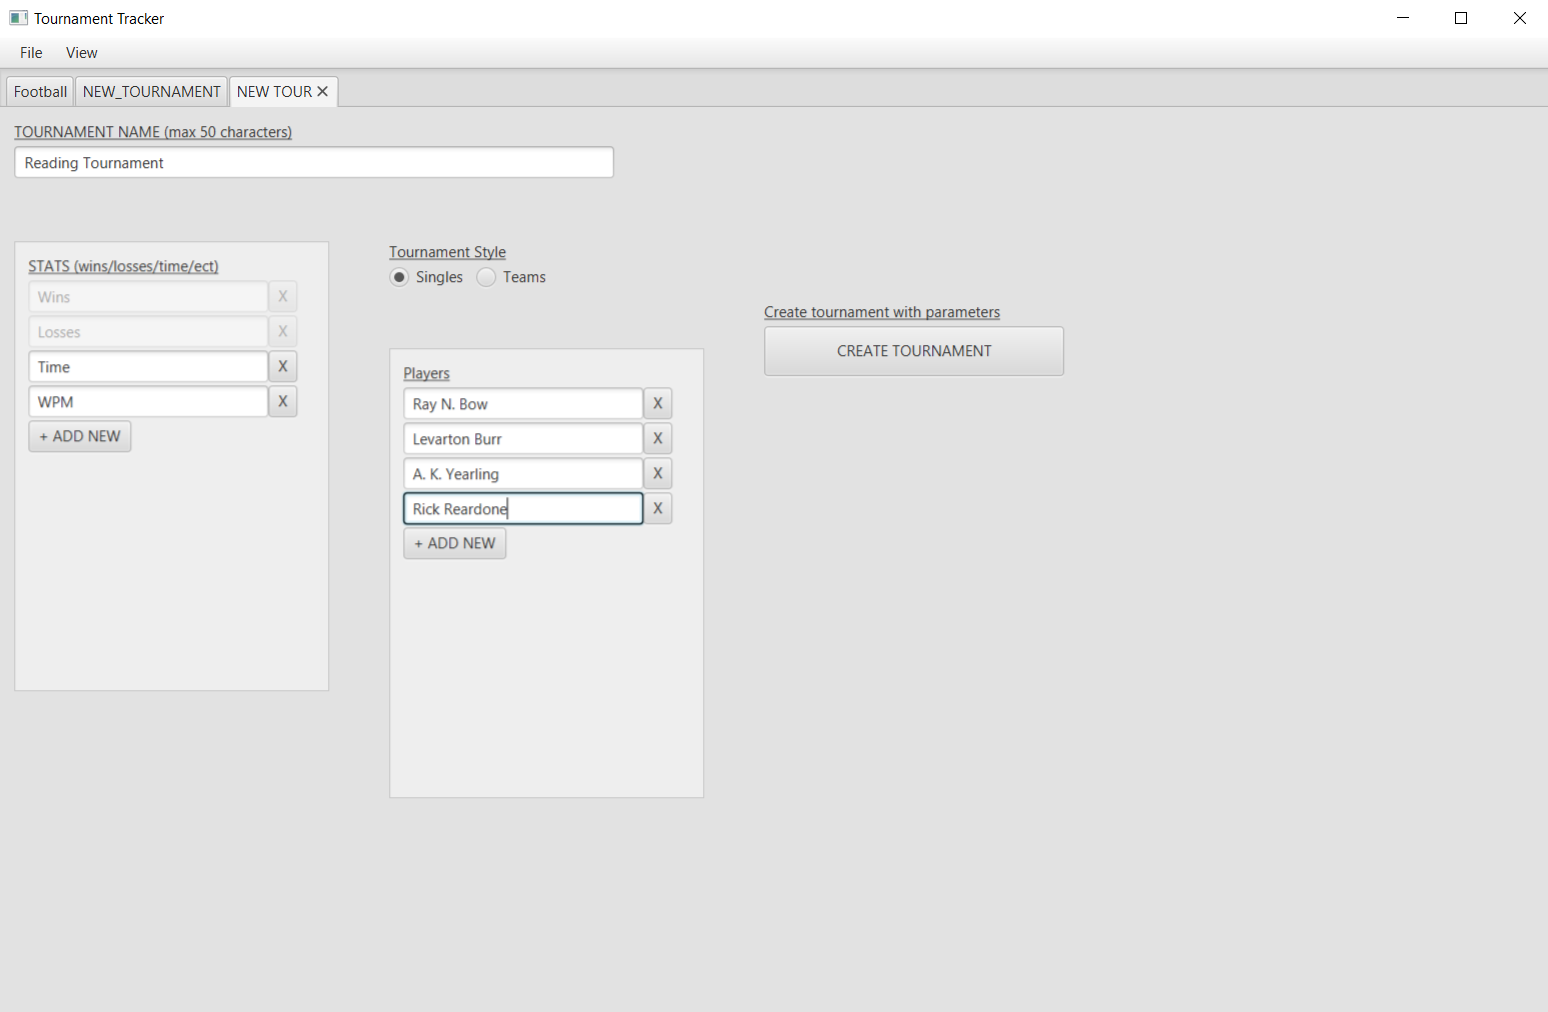 Tournament Tracker
File View
Football NEW_TOURNAMENT NEW TOUR
TOURNAMENT NAME (max 50 characters)
Reading Tournament
STATS (wins/losses/time/ect)
Wins X
Losses X
Time X
WPM X
+ ADD NEW
Tournament Style
Singles Teams
Players
Ray N. Bow X
Levarton Burr X
A. K. Yearling X
Rick Reardone X
+ ADD NEW
Create tournament with parameters
CREATE TOURNAMENT